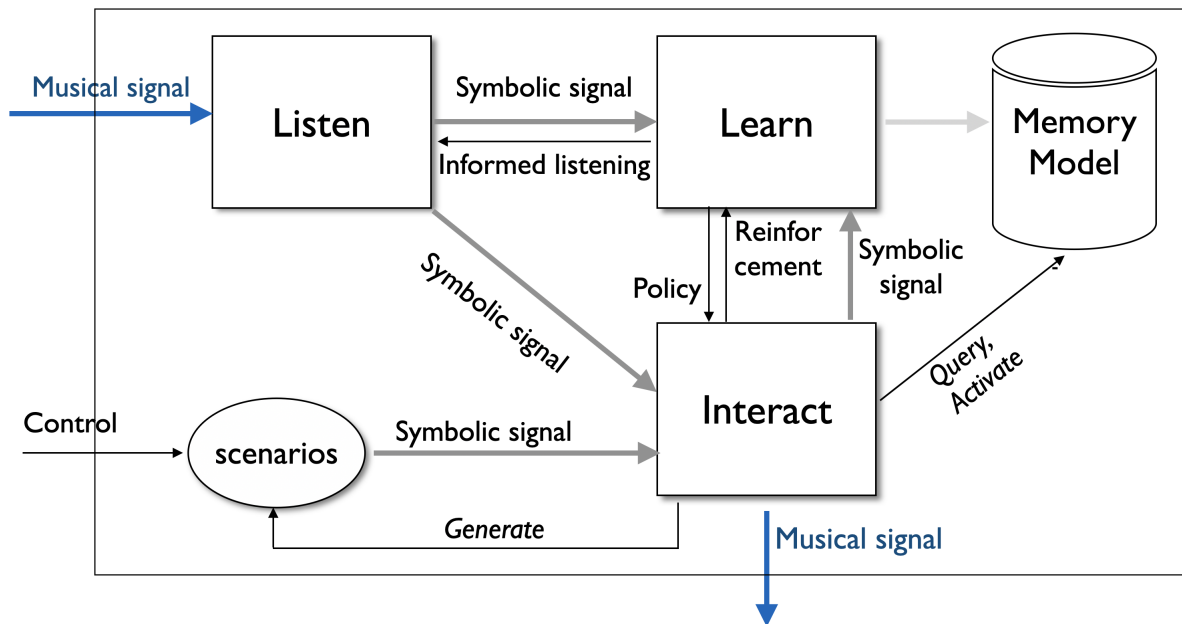 Musical signal
Listen
Symbolic signal
Informed listening
Learn
Memory
Model
Symbolic signal
Policy
Reinfor
cement
Symbolic
signal
Query,
Activate
Control
scenarios
Symbolic signal
Interact
Generate
Musical signal